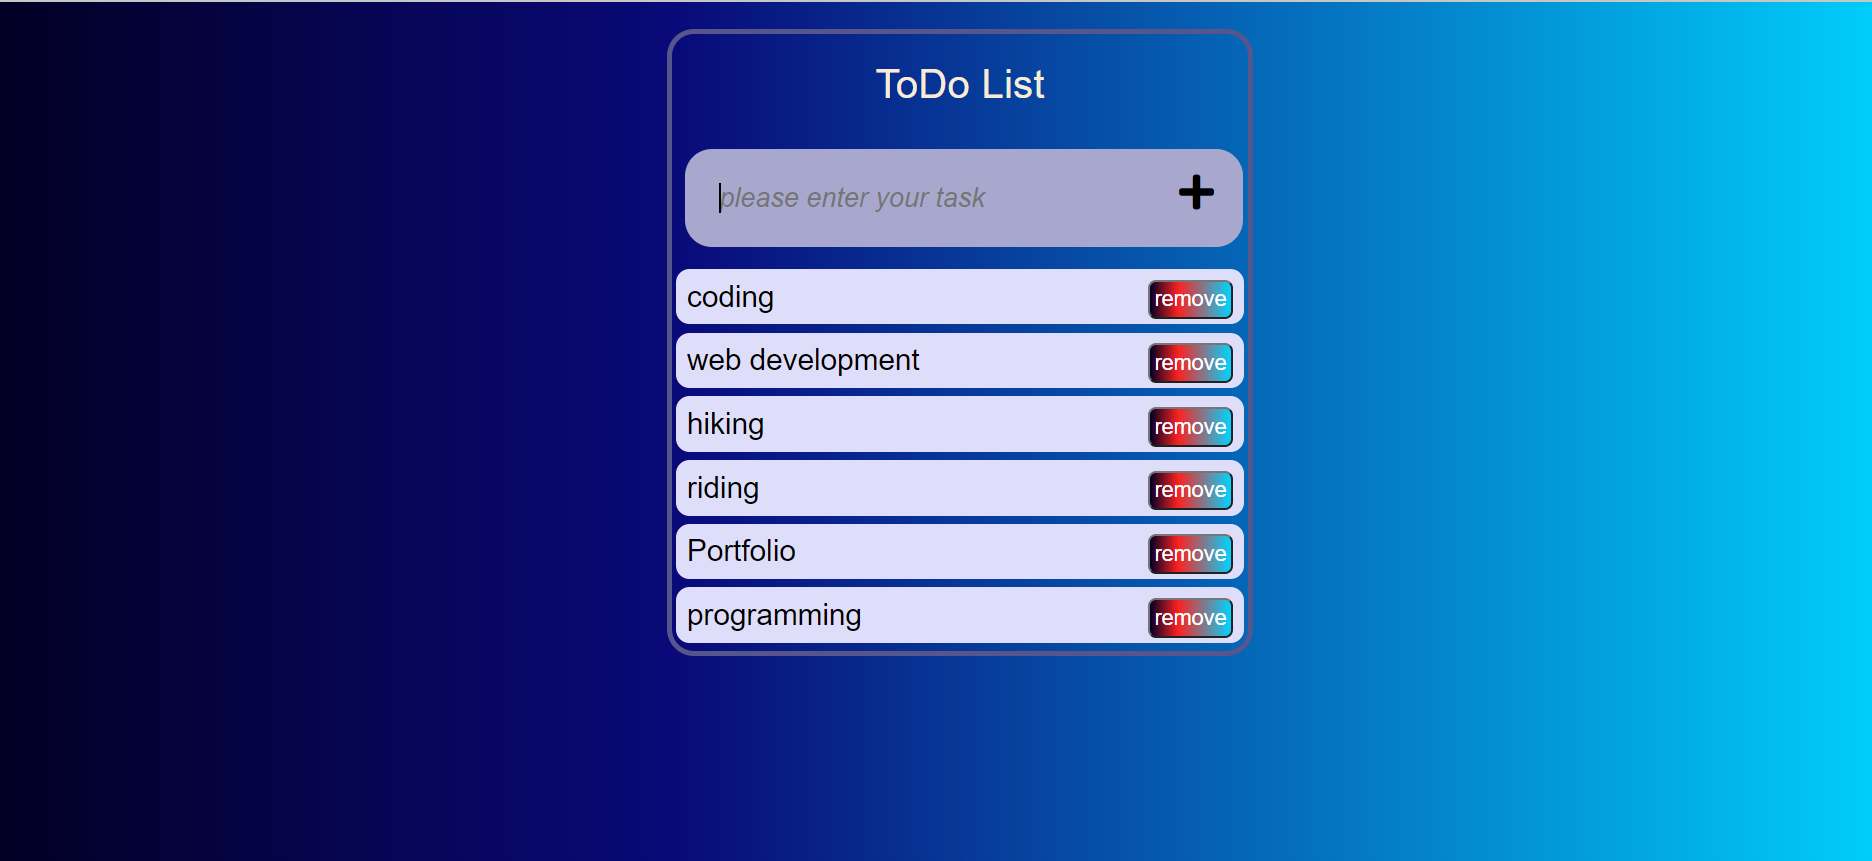 ToDo List
please enter your task
coding remove
web development remove
hiking remove
riding remove
Portfolio remove
programming remove